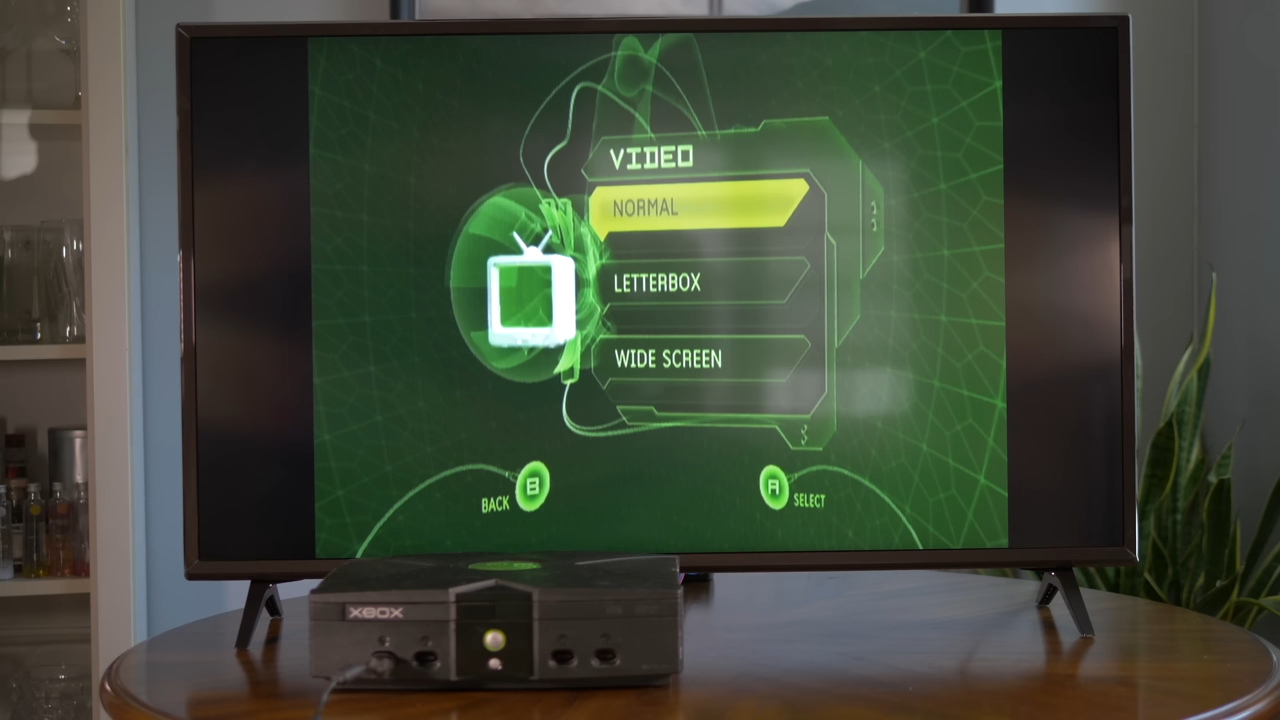 VIDEO
NORMAL
LETTERBOX
WIDE SCREEN
B
BACK
A
SELECT
XBOX